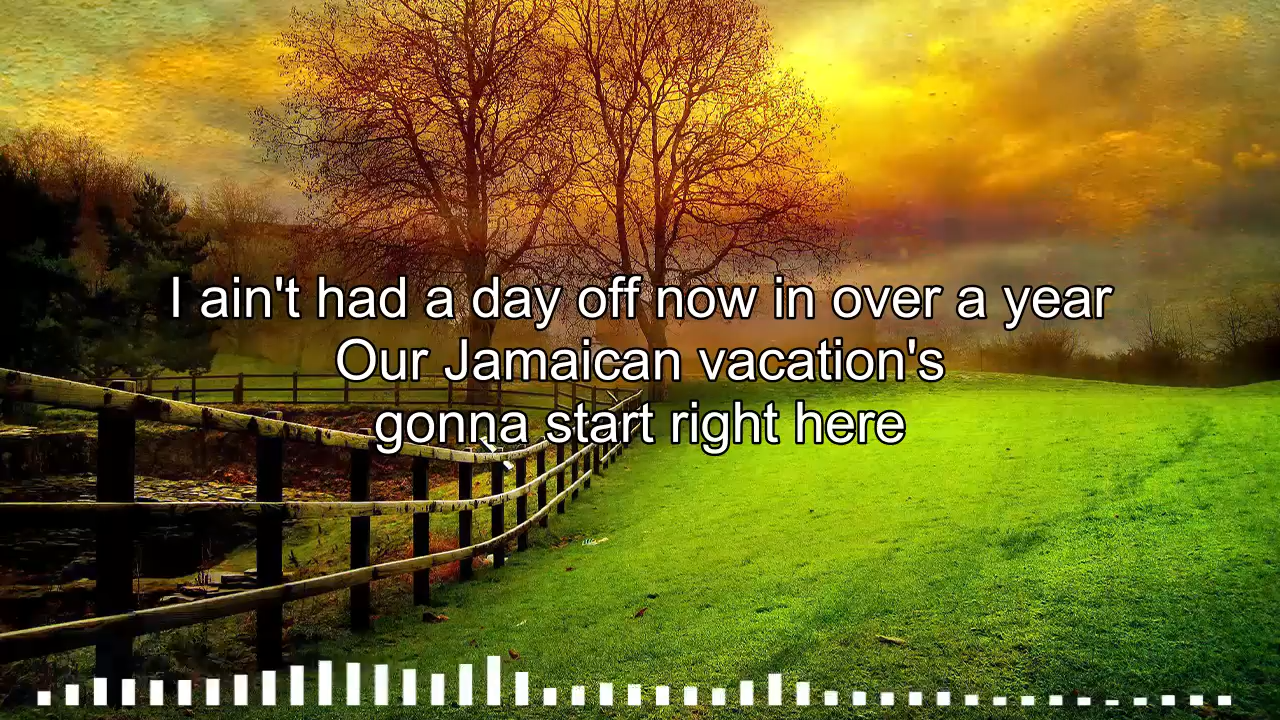 I ain't had a day off now in over a year
Our Jamaican vacation's
gonna start right here